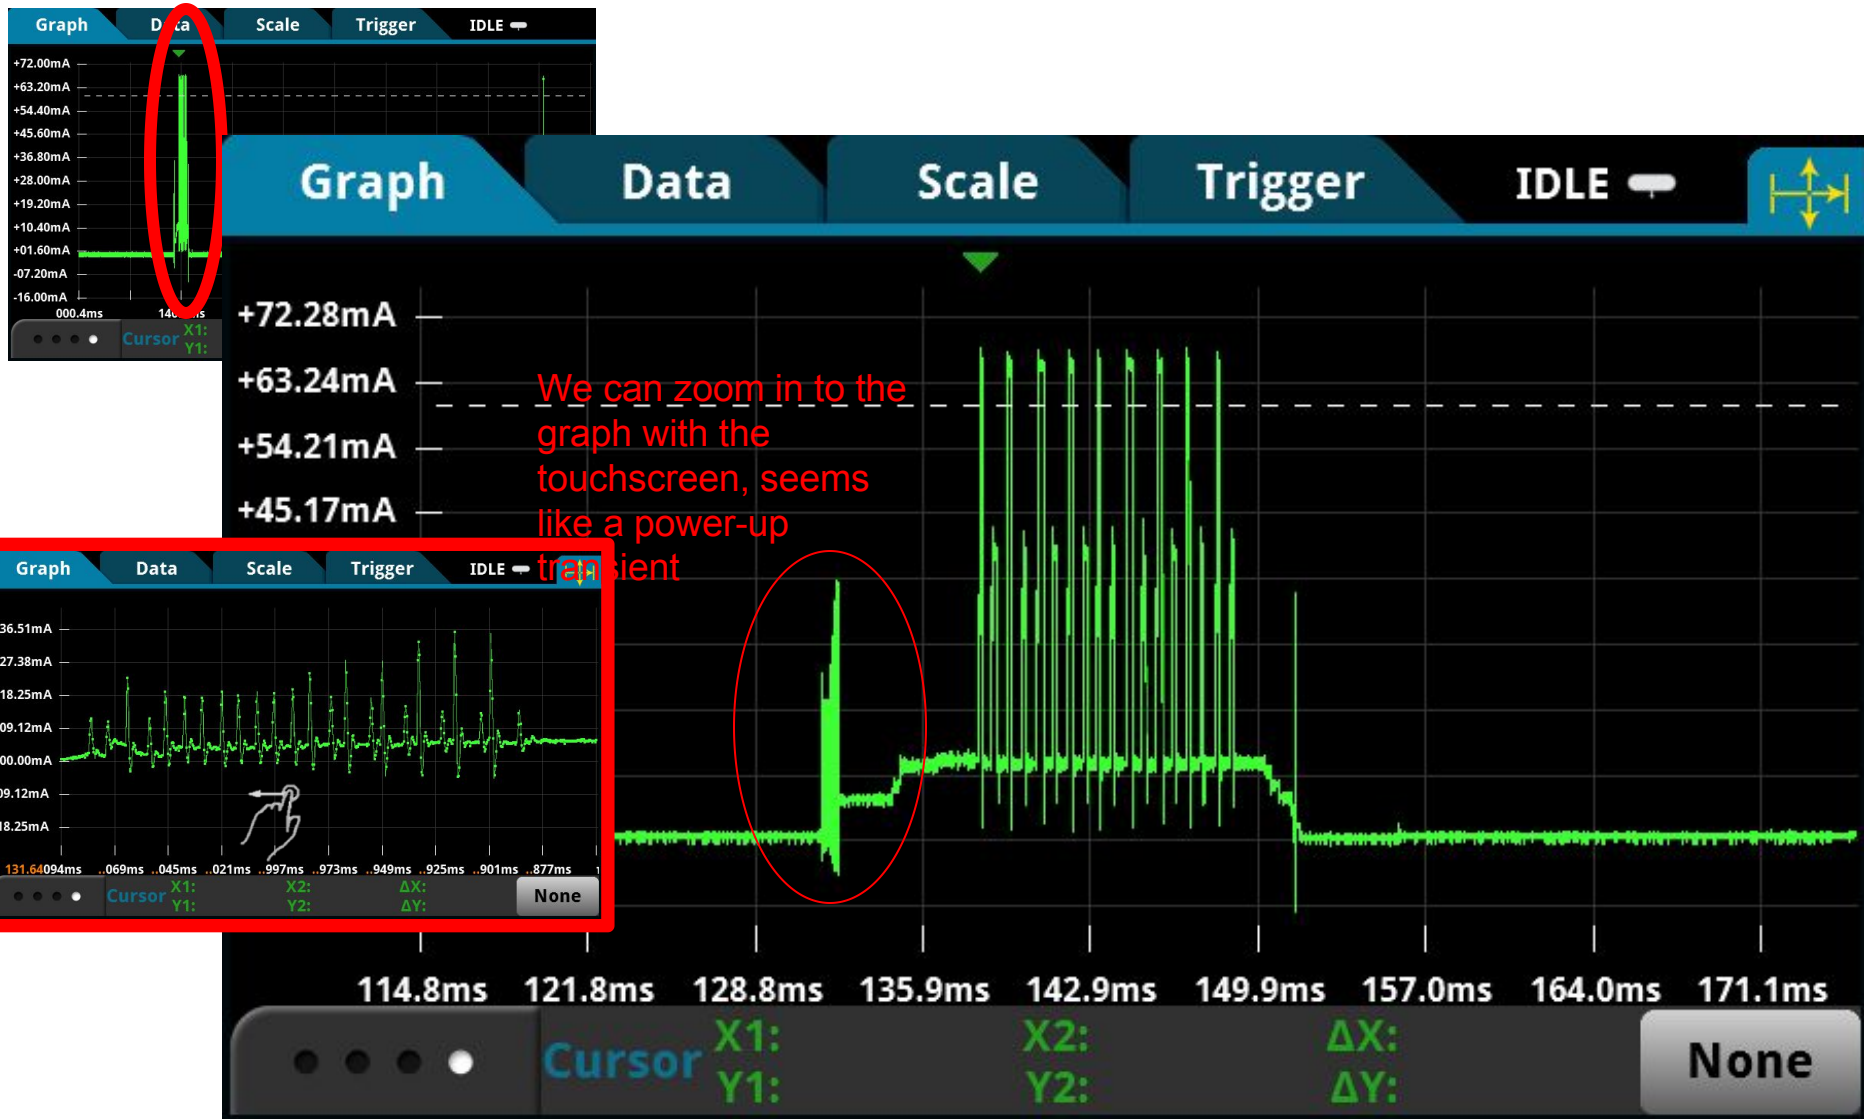 Graph Data Scale Trigger IDLE
+72.00mA
+63.20mA
+54.40mA
+45.60mA
+36.80mA
+28.00mA
+19.20mA
+10.40mA
+01.60mA
-07.20mA
-16.00mA
000.4ms
Cursor X1:
Y1:
Graph Data Scale Trigger IDLE
+72.28mA
+63.24mA
+54.21mA
+45.17mA
We can zoom in to the
graph with the
touchscreen, seems
like a power-up
transient
114.8ms 121.8ms 128.8ms 135.9ms 142.9ms 149.9ms 157.0ms 164.0ms 171.1ms
Cursor X1: X2: ΔX:
Y1: Y2: ΔY:
None
Graph Data Scale Trigger IDLE
36.51mA
27.38mA
18.25mA
09.12mA
00.00mA
09.12mA
18.25mA
131.64094ms ..069ms ..045ms ..021ms ..997ms ..973ms ..949ms ..925ms ..901ms ..877ms
Cursor X1: X2: ΔX:
Y1: Y2: ΔY:
None